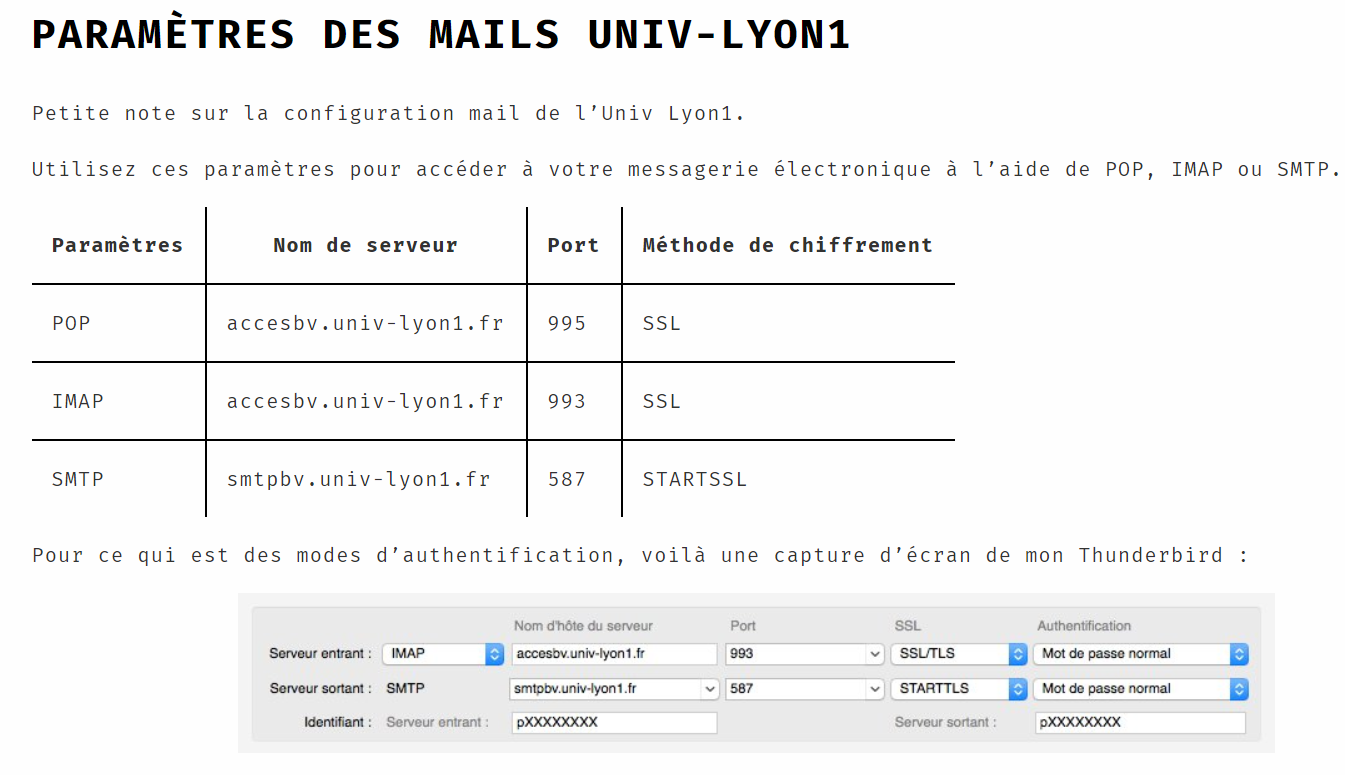 PARAMÈTRES DES MAILS UNIV-LYON1
Petite note sur la configuration mail de l’Univ Lyon1.
Utilisez ces paramètres pour accéder à votre messagerie électronique à l’aide de POP, IMAP ou SMTP.
Paramètres Nom de serveur Port Méthode de chiffrement
POP accesbv.univ-lyon1.fr 995 SSL
IMAP accesbv.univ-lyon1.fr 993 SSL
SMTP smtpbv.univ-lyon1.fr 587 STARTSSL
Pour ce qui est des modes d’authentification, voilà une capture d’écran de mon Thunderbird :
Nom d'hôte du serveur Port SSL Authentification
Serveur entrant : IMAP accesbv.univ-lyon1.fr 993 SSL/TLS Mot de passe normal
Serveur sortant : SMTP smtpbv.univ-lyon1.fr 587 STARTTLS Mot de passe normal
Identifiant : Serveur entrant : pXXXXXXXX Serveur sortant : pXXXXXXXX